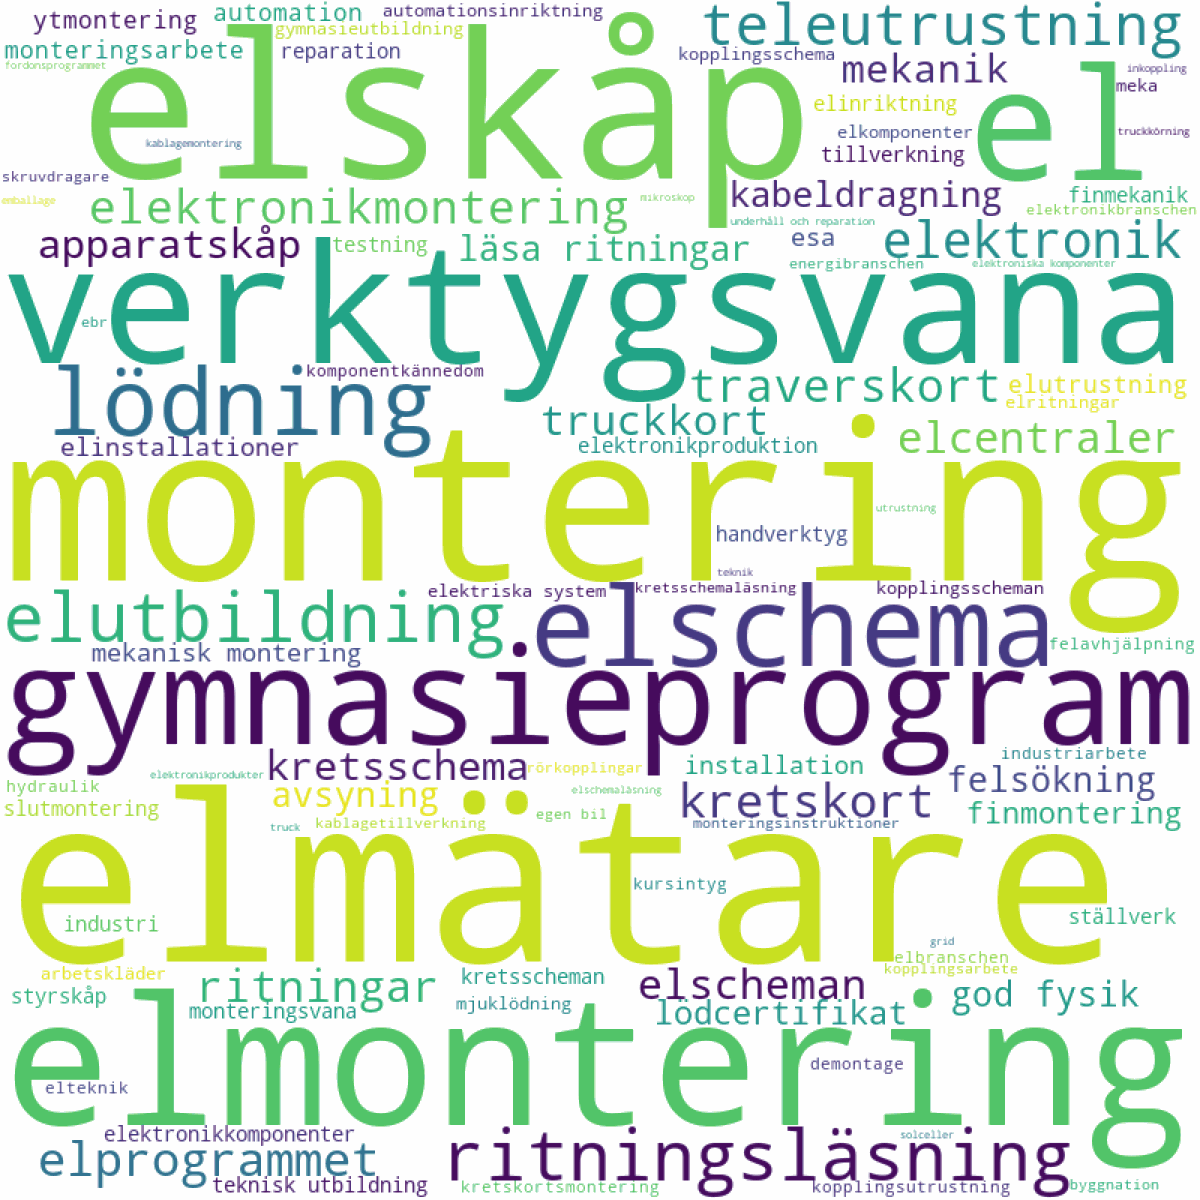 ytmontering
automation
automationsinriktning
teleutrustning
gymnasieutbildning
monteringsarbete
reparation
kopplingsschema
mekanik
inkoppling
fordonsprogrammet
elskåp
el
meka
elinriktning
elkomponenter
truckkörning
kablagemontering
tillverkning
skruvdragare
kabeldragning
finmekanik
emballage
elektronikmontering
mikroskop
elektronikbranschen
underhåll och reparation
apparatskåp
testning
läsa ritningar
esa
elektronik
energibranschen
elektroniska komponenter
verktygsvana
ebr
lödning
komponentkännedom
traverskort
elutrustning
elritningar
truckkort
elinstallationer
elektronikproduktion
elcentraler
montering
utrustning
handverktyg
teknik
elutbildning
elektriska system
kretsschemaläsning
kopplingsscheman
elschema
mekanisk montering
felavhjälpning
gymnasieprogram
kretsschema
rörkopplingar
installation
industriarbete
elektronikprodukter
hydraulik
avsyning
elschemaläsning
kretskort
felsökning
slutmontering
egen bil
finmontering
truck
kablagetillverkning
monteringsinstruktioner
elmätare
kursintyg
industri
ställverk
grid
elbranschen
arbetskläder
ritningar
kretsscheman
elscheman
kopplingsarbete
styrskåp
monteringsvana
mjuklödning
lödcertifikat
god fysik
elmontering
demontage
elteknik
elektronikkomponenter
solceller
elprogrammet
ritningsläsning
teknisk utbildning
kretskortsmontering
kopplingsutrustning
byggnation